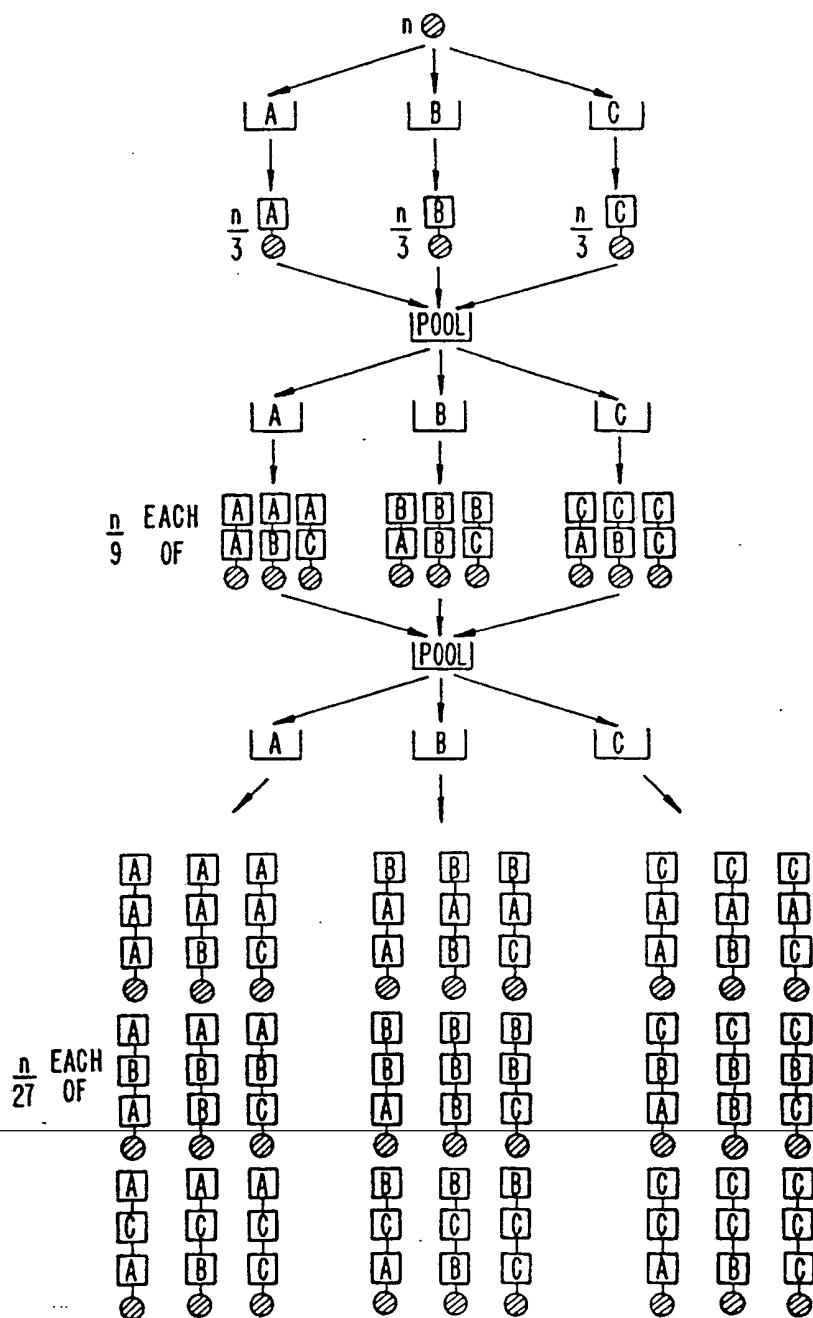 n
A B C
n/3 A n/3 B n/3 C
POOL
A B C
A A A B B B C C C
n/9 EACH OF
A B C A B C A B C
POOL
A B C
A A A B B B C C C
A A A A A A A A A
A B C A B C A B C
A A A B B B C C C
n/27 EACH OF
B B B B B B B B B
A B C A B C A B C
A A A B B B C C C
C C C C C C C C C
A B C A B C A B C